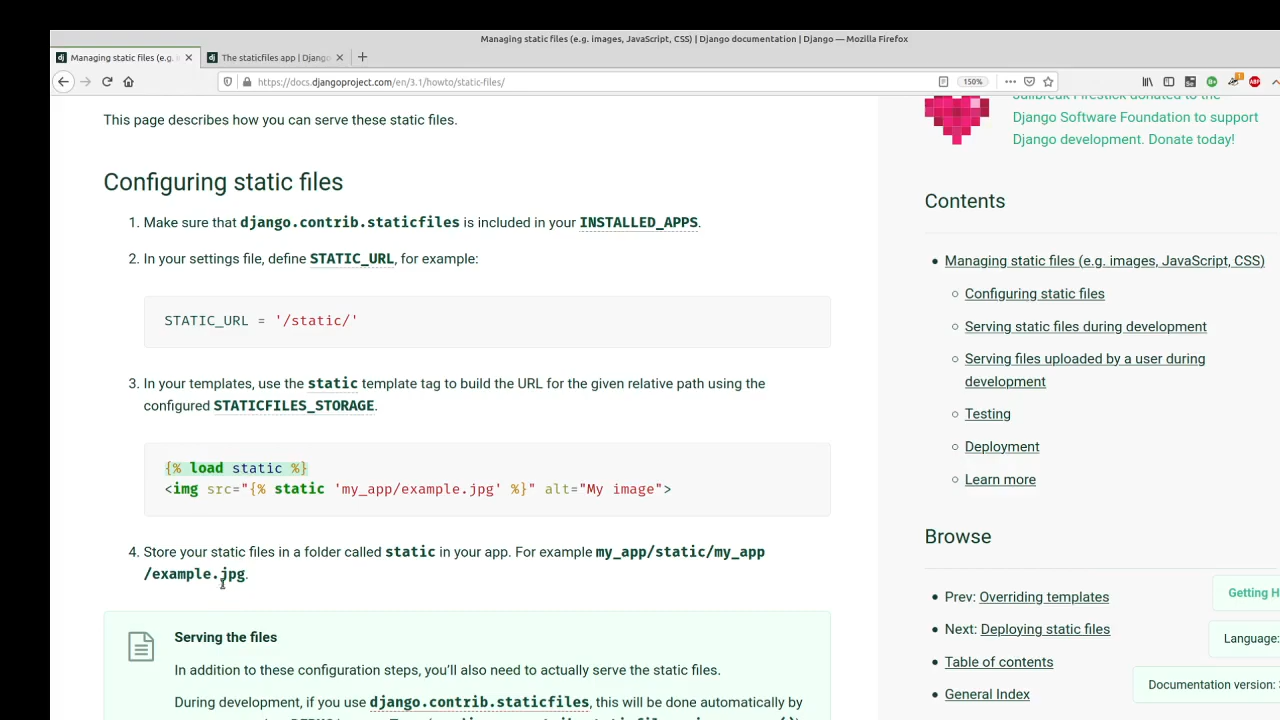 Managing static files (e.g. images, JavaScript, CSS) | Django documentation | Django — Mozilla Firefox
dj Managing static files (e.g. i
dj The staticfiles app | Django
https://docs.djangoproject.com/en/3.1/howto/static-files/
150%
This page describes how you can serve these static files.
Configuring static files
1. Make sure that django.contrib.staticfiles is included in your INSTALLED_APPS.
2. In your settings file, define STATIC_URL, for example:
STATIC_URL = '/static/'
3. In your templates, use the static template tag to build the URL for the given relative path using the
configured STATICFILES_STORAGE.
{% load static %}
<img src="{% static 'my_app/example.jpg' %}" alt="My image">
4. Store your static files in a folder called static in your app. For example my_app/static/my_app
/example.jpg.
Serving the files
In addition to these configuration steps, you'll also need to actually serve the static files.
During development, if you use django.contrib.staticfiles, this will be done automatically by
Jailbreak Firestick donated to the
Django Software Foundation to support
Django development. Donate today!
Contents
Managing static files (e.g. images, JavaScript, CSS)
Configuring static files
Serving static files during development
Serving files uploaded by a user during
development
Testing
Deployment
Learn more
Browse
Prev: Overriding templates
Next: Deploying static files
Table of contents
General Index
Getting H
Language:
Documentation version: